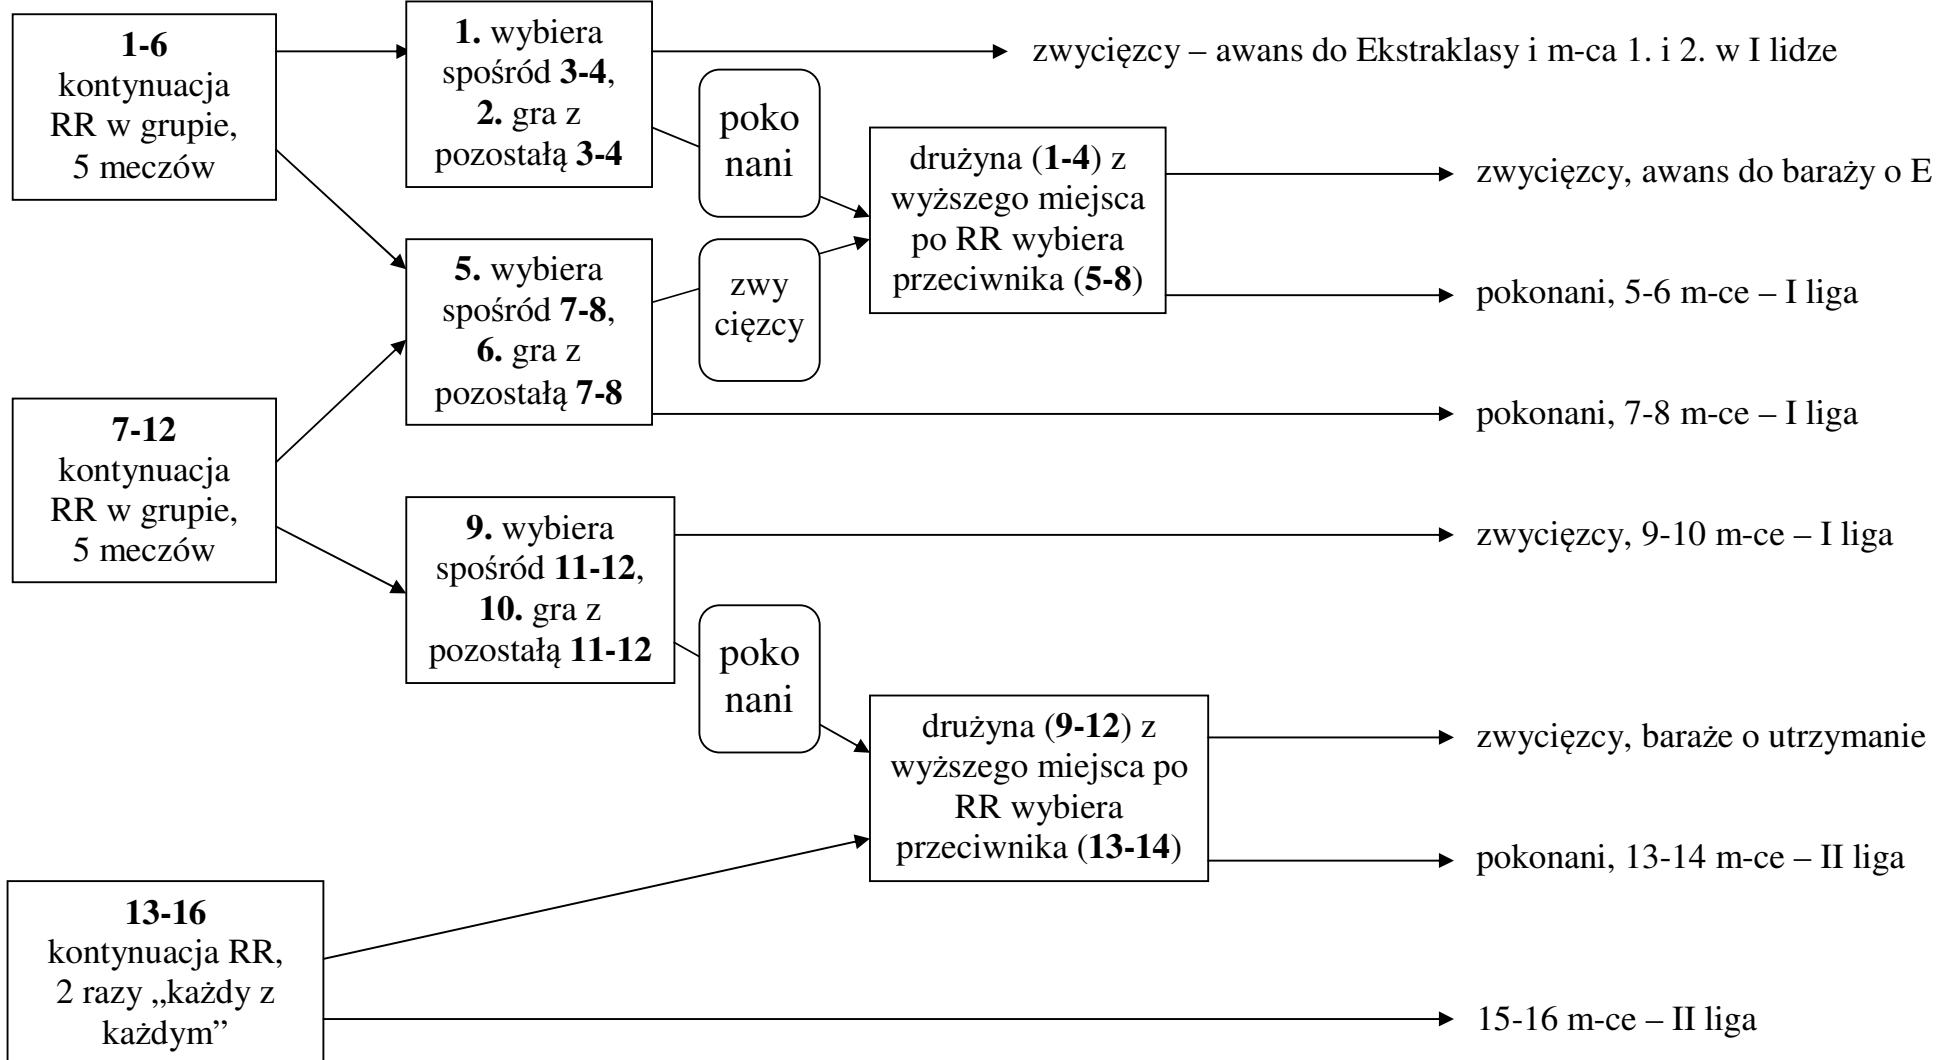 1-6
kontynuacja
RR w grupie,
5 meczów
1. wybiera
spośród 3-4,
2. gra z
pozostałą 3-4
zwycięzcy – awans do Ekstraklasy i m-ca 1. i 2. w I lidze
poko
nani
drużyna (1-4) z
wyższego miejsca
po RR wybiera
przeciwnika (5-8)
zwycięzcy, awans do baraży o E
pokonani, 5-6 m-ce – I liga
5. wybiera
spośród 7-8,
6. gra z
pozostałą 7-8
zwy
cięzcy
pokonani, 7-8 m-ce – I liga
7-12
kontynuacja
RR w grupie,
5 meczów
9. wybiera
spośród 11-12,
10. gra z
pozostałą 11-12
zwycięzcy, 9-10 m-ce – I liga
poko
nani
drużyna (9-12) z
wyższego miejsca po
RR wybiera
przeciwnika (13-14)
zwycięzcy, baraże o utrzymanie
pokonani, 13-14 m-ce – II liga
13-16
kontynuacja RR,
2 razy „każdy z
każdym”
15-16 m-ce – II liga